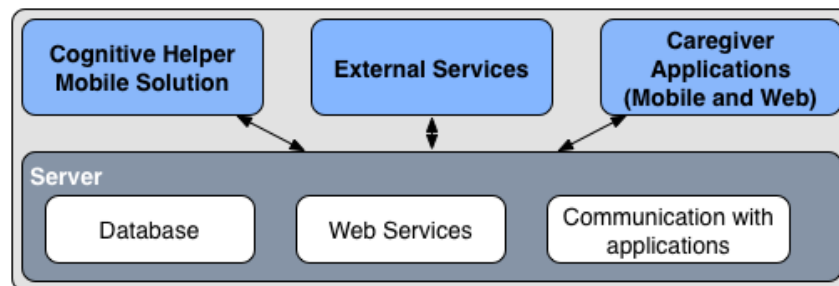 Cognitive Helper
Mobile Solution
External Services
Caregiver
Applications
(Mobile and Web)
Server
Database
Web Services
Communication with
applications